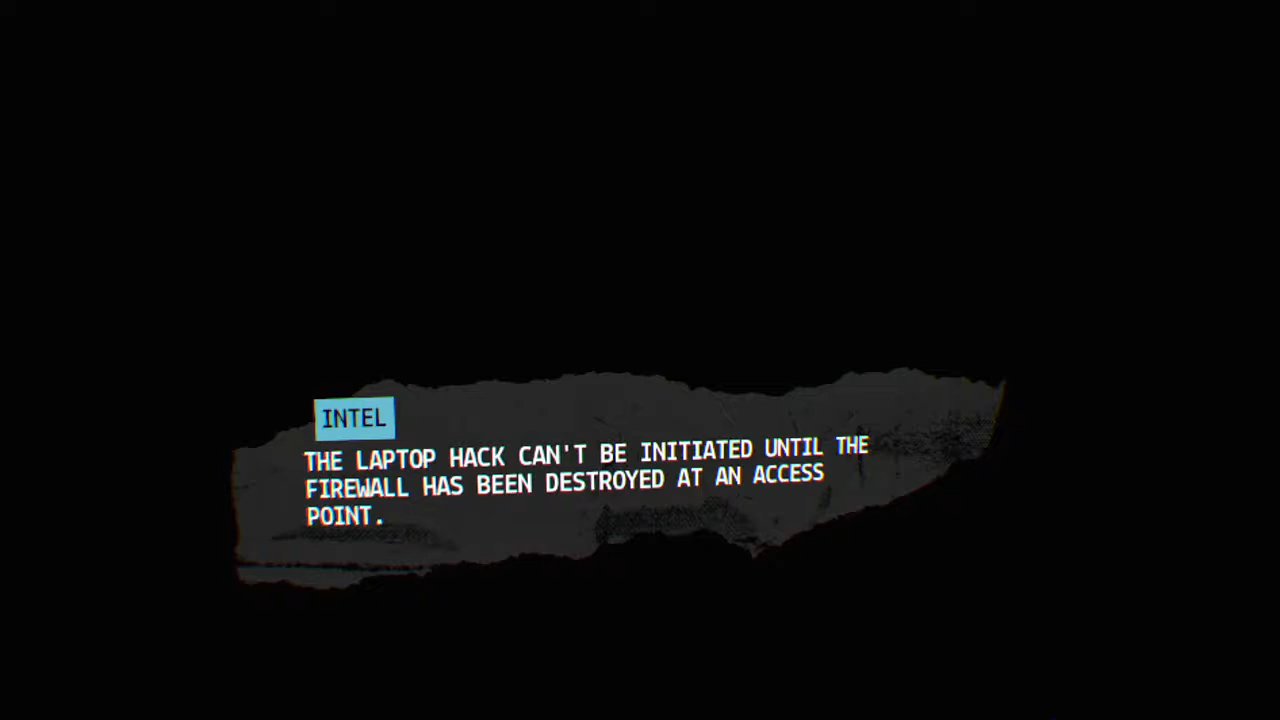 INTEL
THE LAPTOP HACK CAN'T BE INITIATED UNTIL THE
FIREWALL HAS BEEN DESTROYED AT AN ACCESS
POINT.